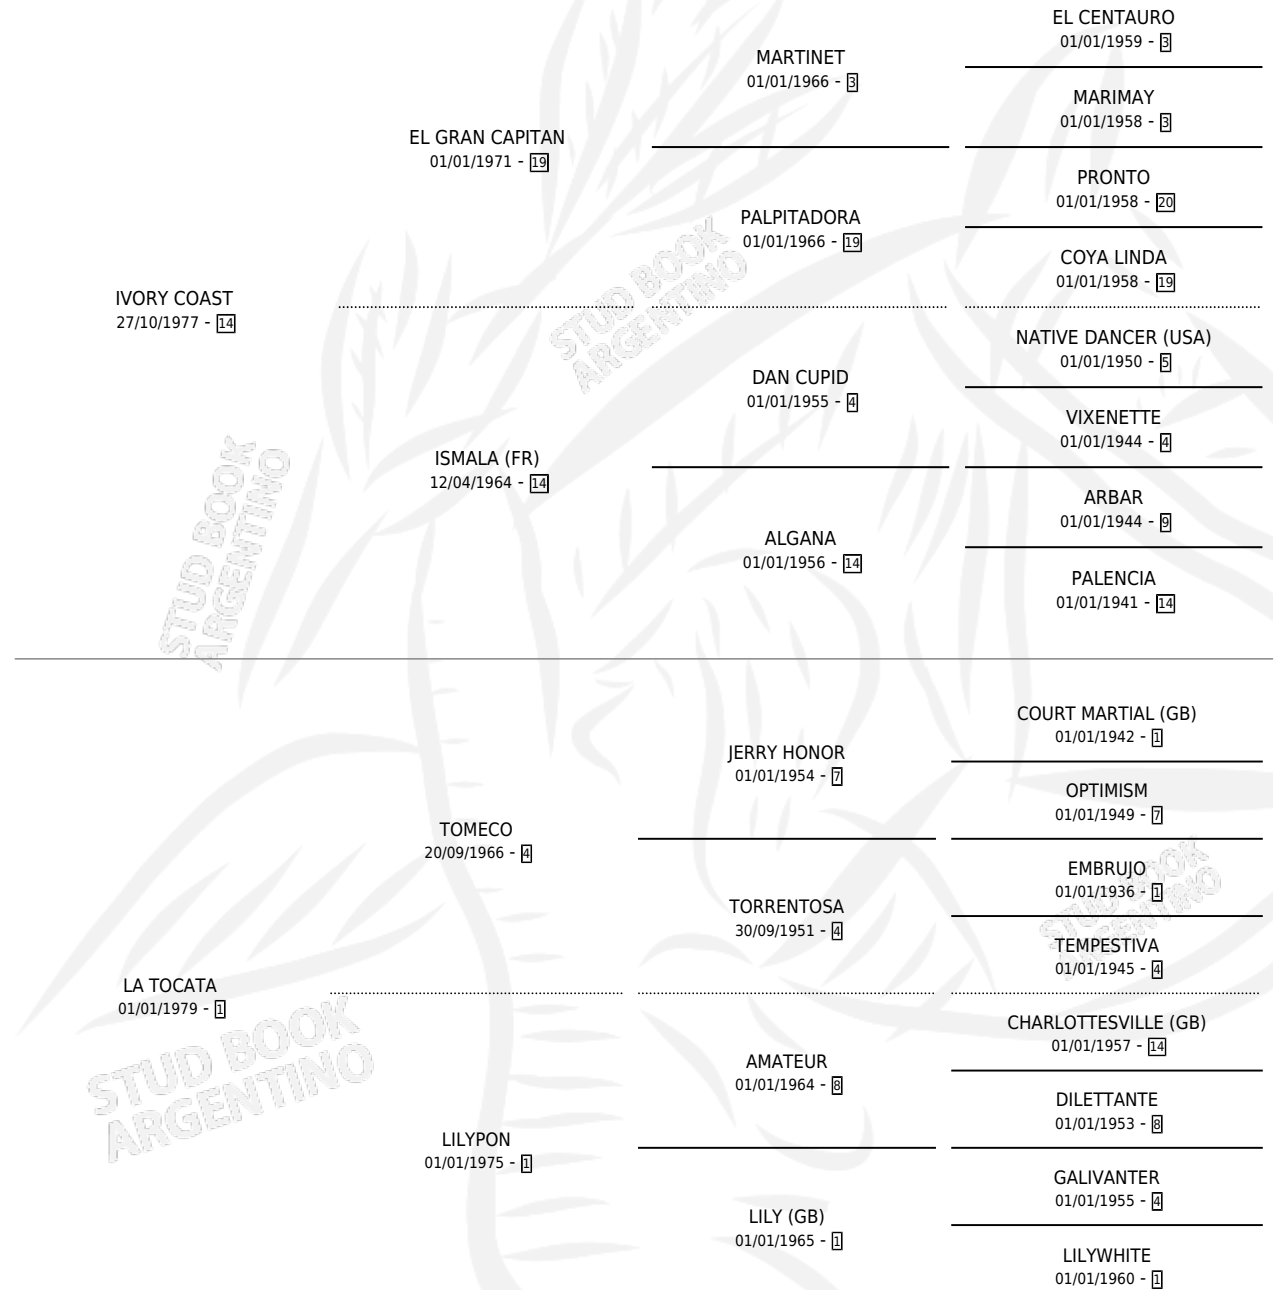 EL CENTAURO
01/01/1959 - 3
MARTINET
01/01/1966 - 3
MARIMAY
01/01/1958 - 3
EL GRAN CAPITAN
01/01/1971 - 19
PRONTO
01/01/1958 - 20
PALPITADORA
01/01/1966 - 19
COYA LINDA
01/01/1958 - 19
IVORY COAST
27/10/1977 - 14
NATIVE DANCER (USA)
01/01/1950 - 5
DAN CUPID
01/01/1955 - 4
VIXENETTE
01/01/1944 - 4
ISMALA (FR)
12/04/1964 - 14
ARBAR
01/01/1944 - 9
ALGANA
01/01/1956 - 14
PALENCIA
01/01/1941 - 14
COURT MARTIAL (GB)
01/01/1942 - 1
JERRY HONOR
01/01/1954 - 7
OPTIMISM
01/01/1949 - 7
TOMECO
20/09/1966 - 4
EMBRUJO
01/01/1936 - 1
TORRENTOSA
30/09/1951 - 4
TEMPESTIVA
01/01/1945 - 4
LA TOCATA
01/01/1979 - 1
CHARLOTTESVILLE (GB)
01/01/1957 - 14
AMATEUR
01/01/1964 - 8
DILETTANTE
01/01/1953 - 8
LILYPON
01/01/1975 - 1
GALIVANTER
01/01/1955 - 4
LILY (GB)
01/01/1965 - 1
LILYWHITE
01/01/1960 - 1
STUD BOOK
ARGENTINO
STUD BOOK
ARGENTINO
STUD BOOK
ARGENTINO
STUD BOOK
ARGENTINO